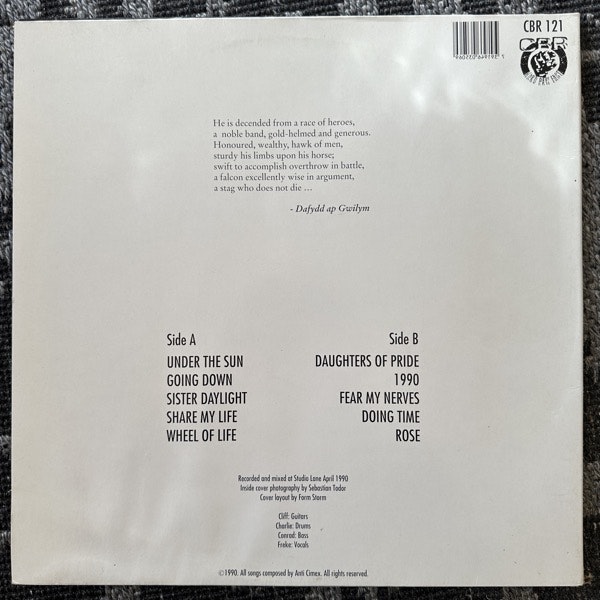 CBR 121
CBR
He is decended from a race of heroes,
a noble band, gold-helmed and generous.
Honoured, wealthy, hawk of men,
sturdy his limbs upon his horse;
swift to accomplish overthrow in battle,
a falcon excellently wise in argument,
a stag who does not die ...
- Dafydd ap Gwilym
Side A
UNDER THE SUN
GOING DOWN
SISTER DAYLIGHT
SHARE MY LIFE
WHEEL OF LIFE
Side B
DAUGHTERS OF PRIDE
1990
FEAR MY NERVES
DOING TIME
ROSE
Recorded and mixed at Studio Lane April 1990
Inside cover photography by Sebastian Tador
Cover layout by Form Storm
Cliff: Guitars
Charlie: Drums
Conrad: Bass
Freke: Vocals
©1990. All songs composed by Anti Cimex. All rights reserved.